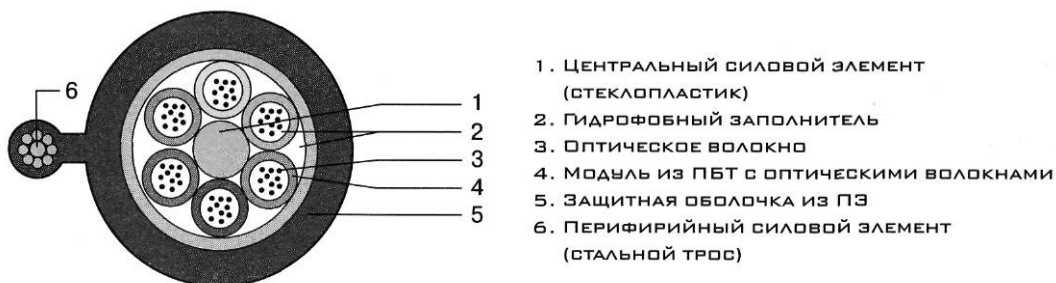 6
1
2
3
4
5
1. Центральный силовой элемент
(стеклопластик)
2. Гидрофобный заполнитель
3. Оптическое волокно
4. Модуль из ПБТ с оптическими волокнами
5. Защитная оболочка из ПЭ
6. Перифирийный силовой элемент
(стальной трос)